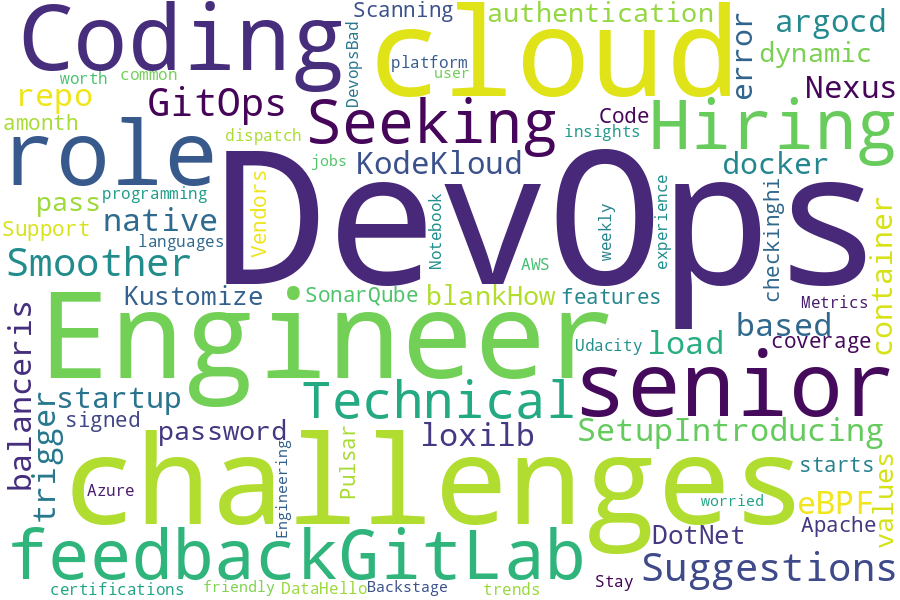 Coding
Scanning
authentication
cloud
error
argocd
dynamic
Nexus
worth
common
DevopsBad
platform
user
repo
amonth
GitOps
Seeking
Code
insights
Hiring
role
dispatch
jobs
KodeKloud
docker
DevOps
pass
programming
Support
native
languages
Vendors
Notebook
AWS
weekly
experience
checkinghi
container
Smoother
Kustomize
SonarQube
blankHow
features
Metrics
based
coverage
Engineer
Udacity
load
balanceris
startup
signed
trigger
Technical
senior
password
loxilb
SetupIntroducing
challenges
Pulsar
Engineering
Azure
starts
values
worried
eBPF
Apache
DotNet
feedbackGitLab
Suggestions
certifications
friendly
DataHello
Backstage
trends
Stay